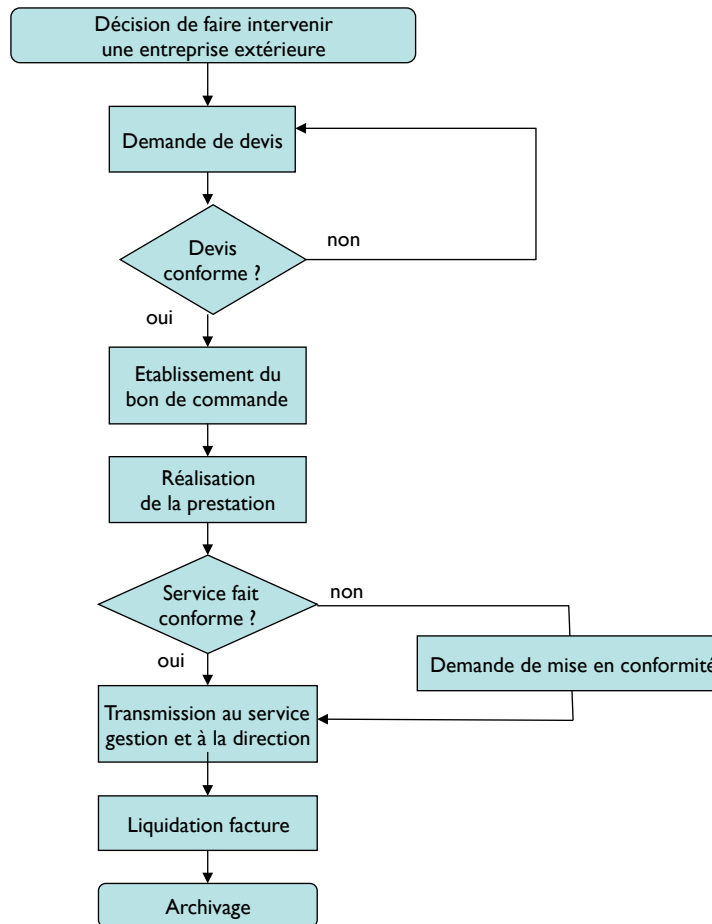 Décision de faire intervenir
une entreprise extérieure
Demande de devis
Devis
conforme ?
non
oui
Etablissement du
bon de commande
Réalisation
de la prestation
Service fait
conforme ?
non
oui
Demande de mise en conformité
Transmission au service
gestion et à la direction
Liquidation facture
Archivage